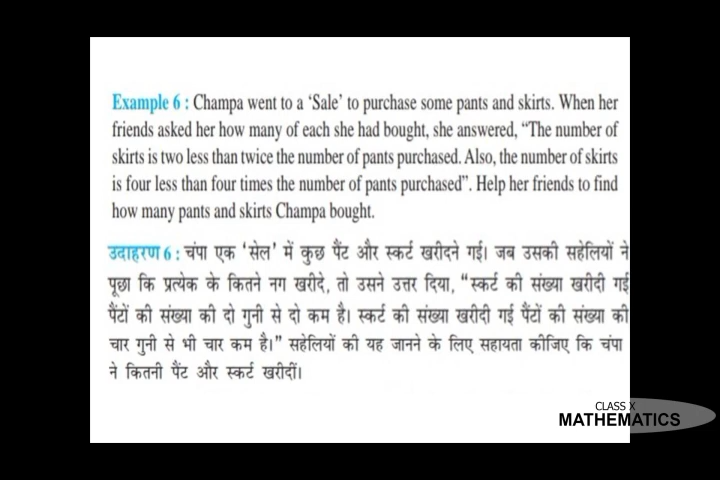 Example 6 : Champa went to a ‘Sale’ to purchase some pants and skirts. When her
friends asked her how many of each she had bought, she answered, “The number of
skirts is two less than twice the number of pants purchased. Also, the number of skirts
is four less than four times the number of pants purchased”. Help her friends to find
how many pants and skirts Champa bought.
उदाहरण 6 : चंपा एक ‘सेल’ में कुछ पैंट और स्कर्ट खरीदने गई। जब उसकी सहेलियों ने
पूछा कि प्रत्येक के कितने नग खरीदे, तो उसने उत्तर दिया, “स्कर्ट की संख्या खरीदी गई
पैंटों की संख्या की दो गुनी से दो कम है। स्कर्ट की संख्या खरीदी गई पैंटों की संख्या की
चार गुनी से भी चार कम है।” सहेलियों की यह जानने के लिए सहायता कीजिए कि चंपा
ने कितनी पैंट और स्कर्ट खरीदीं।
CLASS X
MATHEMATICS